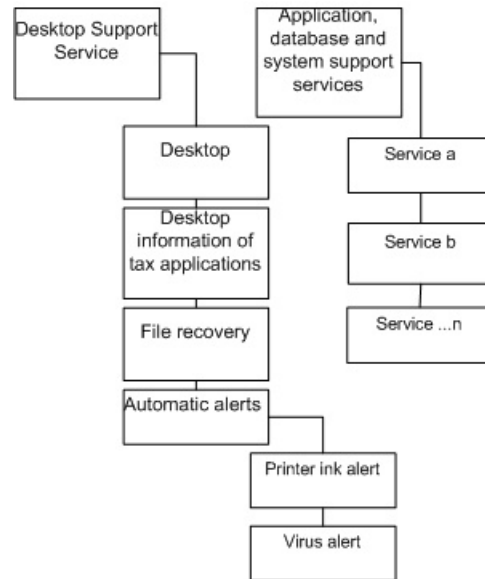 Desktop Support
Service
Application,
database and
system support
services
Desktop
Service a
Desktop
information of
tax applications
Service b
File recovery
Service ...n
Automatic alerts
Printer ink alert
Virus alert